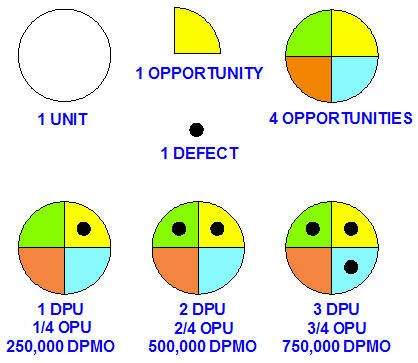 1 UNIT
1 OPPORTUNITY
4 OPPORTUNITIES
1 DEFECT
1 DPU
1/4 OPU
250,000 DPMO
2 DPU
2/4 OPU
500,000 DPMO
3 DPU
3/4 OPU
750,000 DPMO